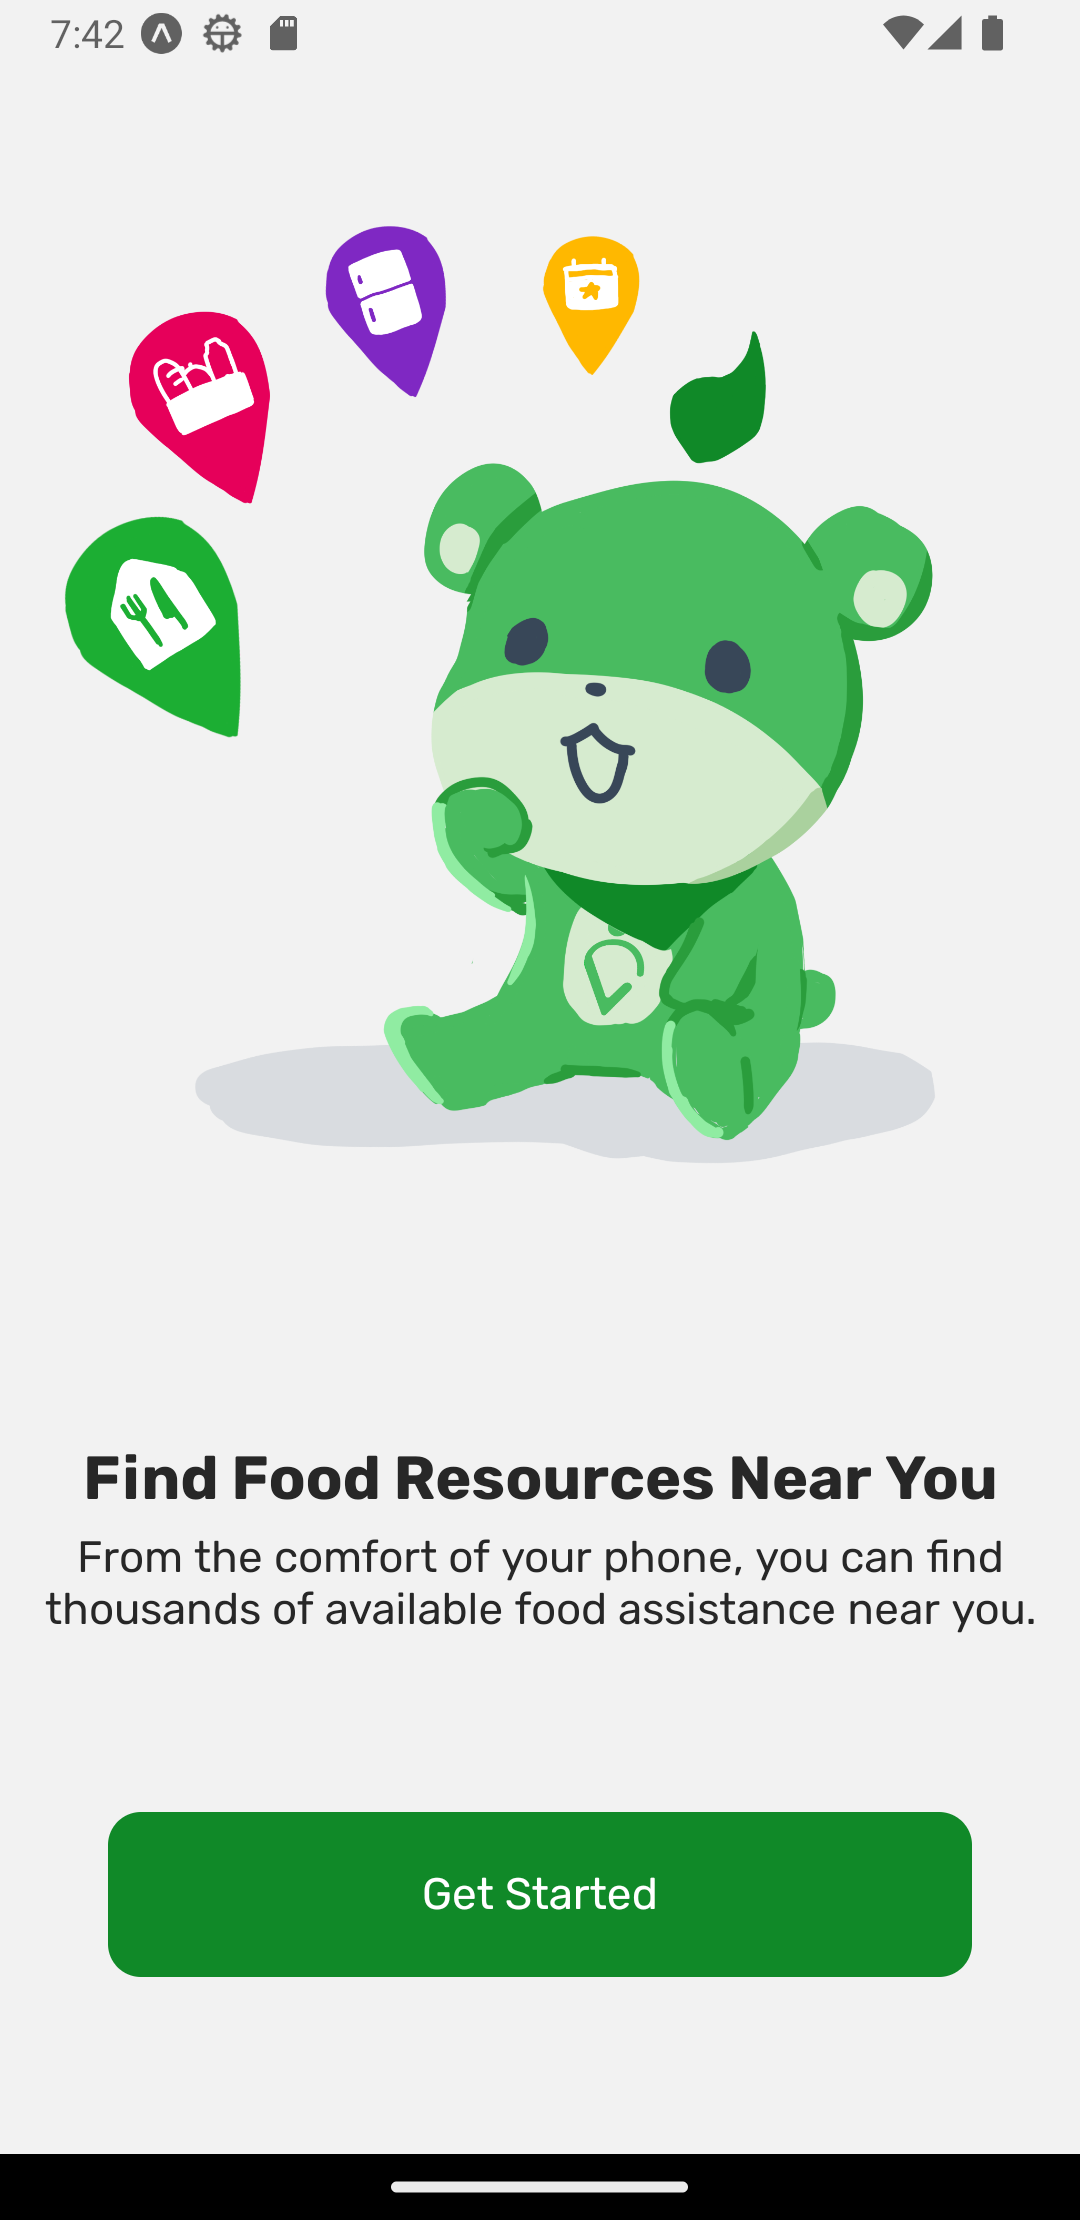 7:42
Find Food Resources Near You
From the comfort of your phone, you can find
thousands of available food assistance near you.
Get Started